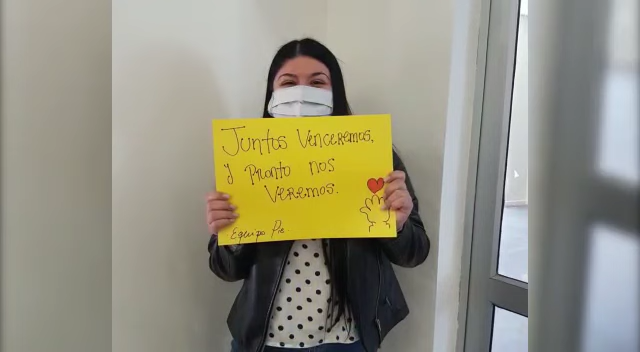 Juntos Venceremos,
y Pronto nos
Veremos.
Equipo Pie.